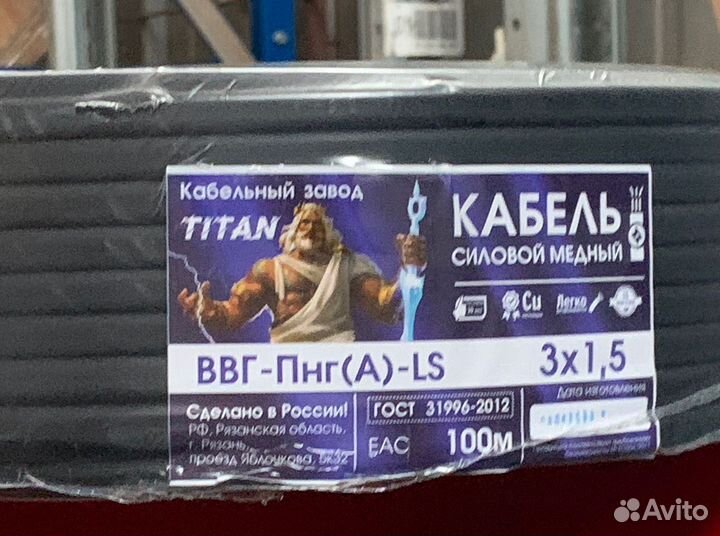 Кабельный завод
TITAN
КАБЕЛЬ
СИЛОВОЙ МЕДНЫЙ
Cu
Легко
ВВГ-Пнг(А)-LS
3х1,5
Сделано в России!
РФ, Рязанская область,
г. Рязань,
проезд Яблочкова, 5к32
ГОСТ 31996-2012
ЕАС
100м
Дата изготовления
Avito